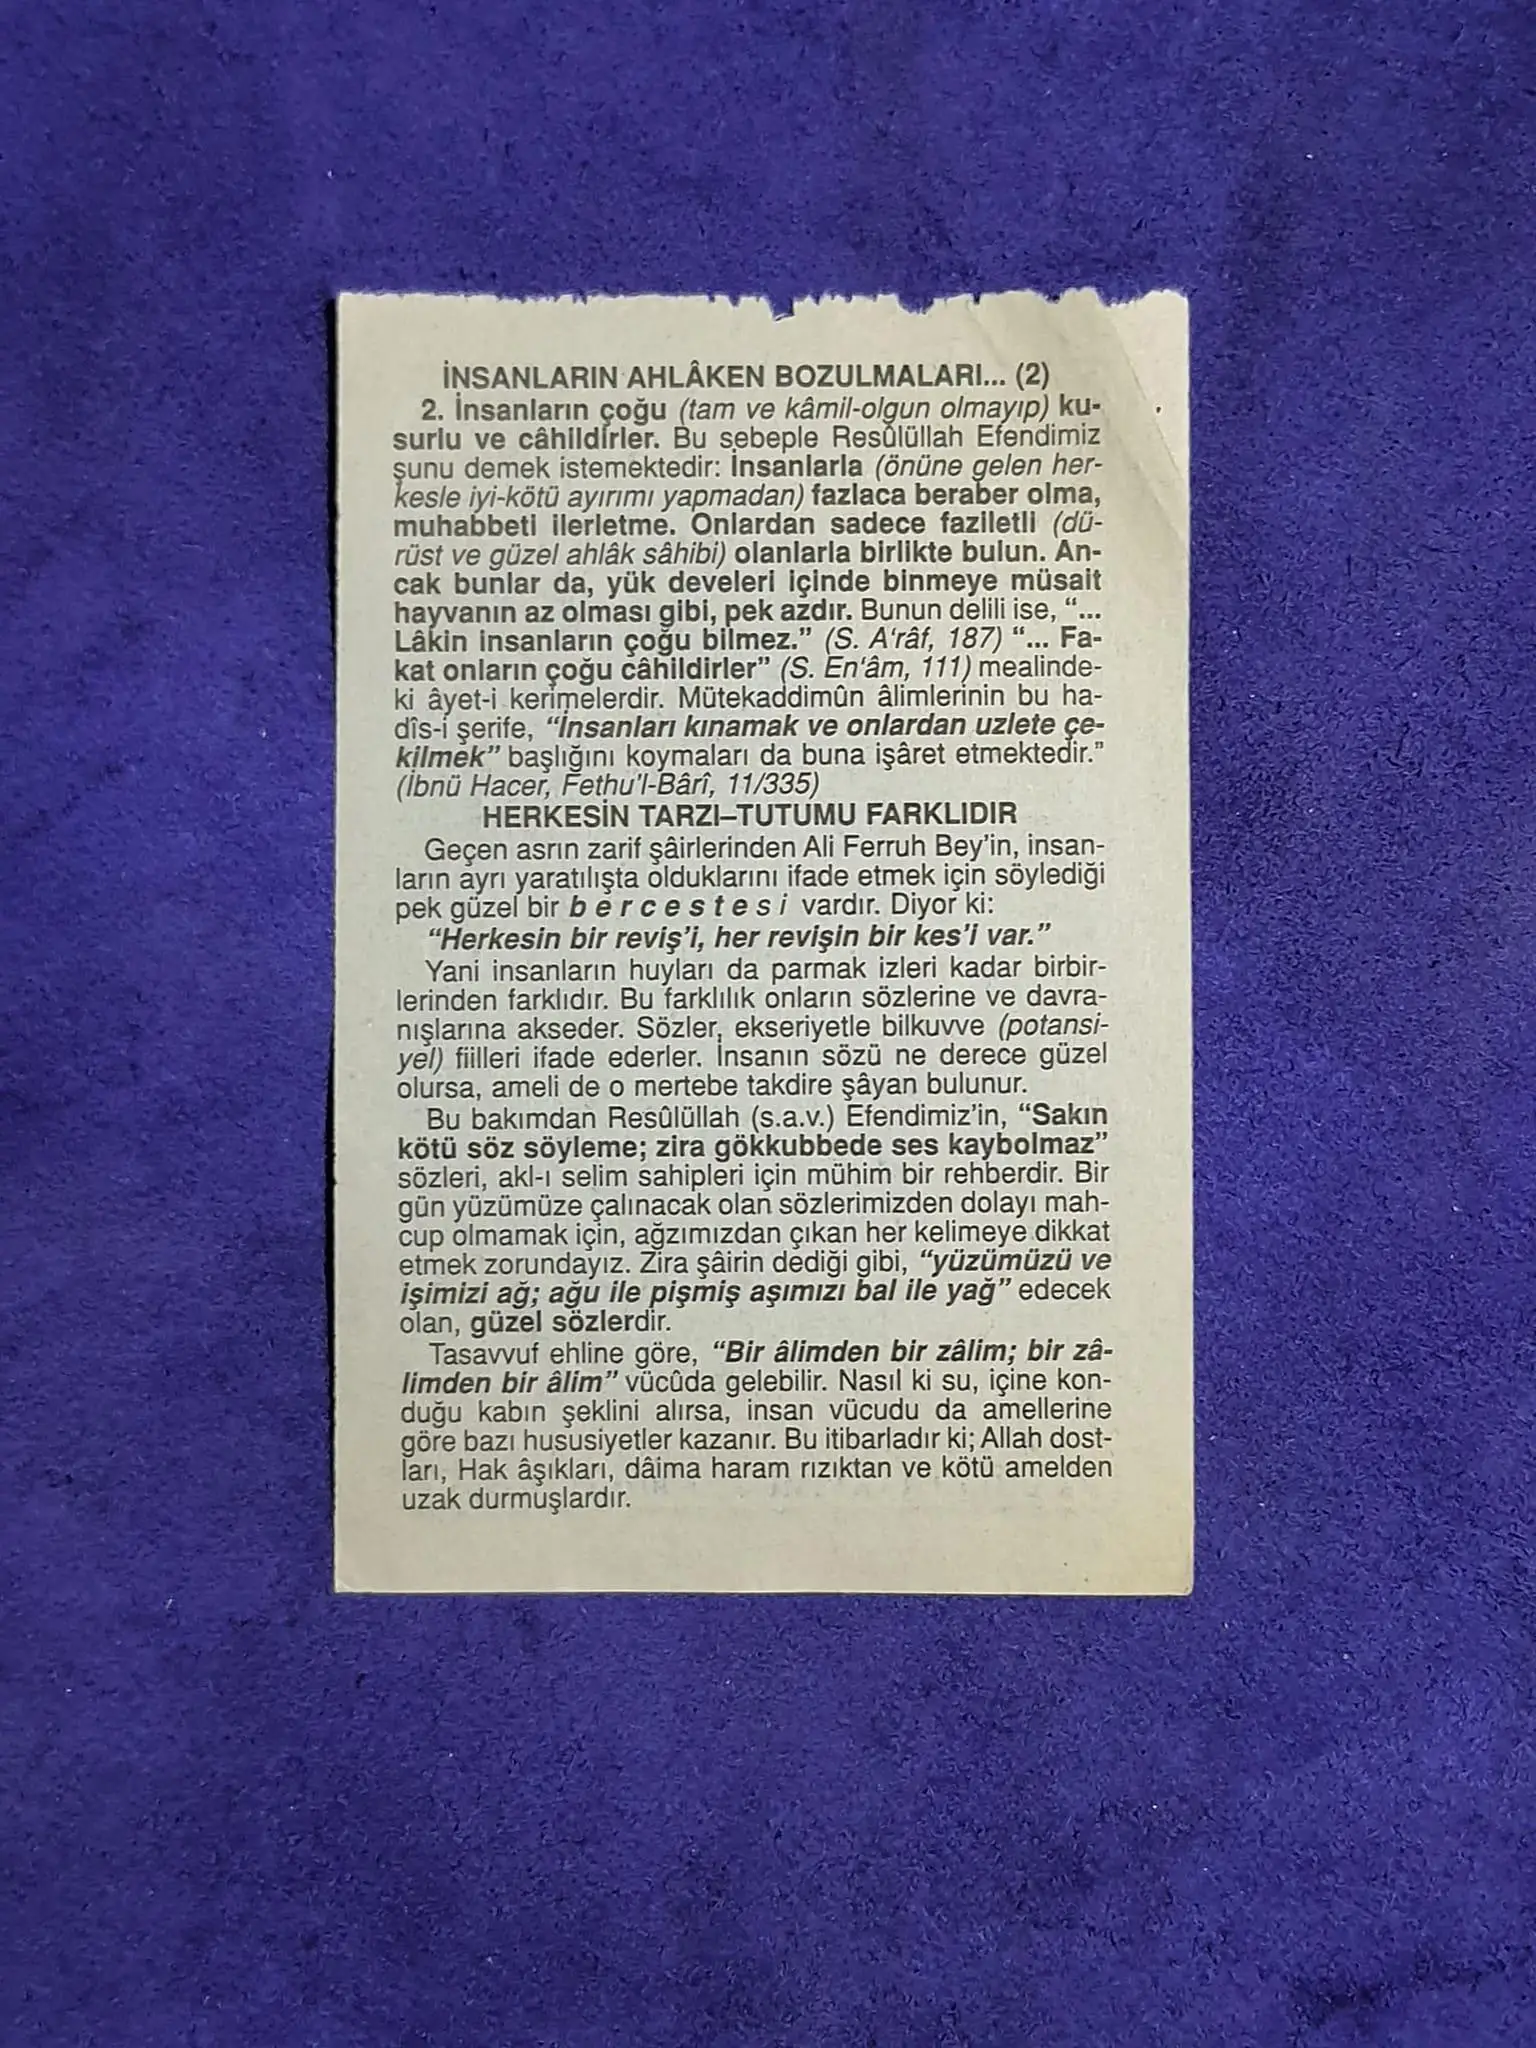 İNSANLARIN AHLÂKEN BOZULMALARI... (2)
2. İnsanların çoğu (tam ve kâmil-olgun olmayıp) ku-
surlu ve câhildirler. Bu sebeple Resûlüllah Efendimiz
şunu demek istemektedir: İnsanlarla (önüne gelen her-
kesle iyi-kötü ayırımı yapmadan) fazlaca beraber olma,
muhabbeti ilerletme. Onlardan sadece faziletli (dü-
rüst ve güzel ahlâk sâhibi) olanlarla birlikte bulun. An-
cak bunlar da, yük develeri içinde binmeye müsait
hayvanın az olması gibi, pek azdır. Bunun delili ise, “...
Lâkin insanların çoğu bilmez.” (S. A‘râf, 187) “... Fa-
kat onların çoğu câhildirler” (S. En‘âm, 111) mealinde-
ki âyet-i kerimelerdir. Mütekaddimûn âlimlerinin bu ha-
dîs-i şerife, “İnsanları kınamak ve onlardan uzlete çe-
kilmek” başlığını koymaları da buna işâret etmektedir.”
(İbnü Hacer, Fethu'l-Bârî, 11/335)
HERKESİN TARZI–TUTUMU FARKLIDIR
Geçen asrın zarif şâirlerinden Ali Ferruh Bey’in, insan-
ların ayrı yaratılışta olduklarını ifade etmek için söylediği
pek güzel bir b e r c e s t e s i vardır. Diyor ki:
“Herkesin bir reviş’i, her revişin bir kes’i var.”
Yani insanların huyları da parmak izleri kadar birbir-
lerinden farklıdır. Bu farklılık onların sözlerine ve davra-
nışlarına akseder. Sözler, ekseriyetle bilkuvve (potansi-
yel) fiilleri ifade ederler. İnsanın sözü ne derece güzel
olursa, ameli de o mertebe takdire şâyan bulunur.
Bu bakımdan Resûlüllah (s.a.v.) Efendimiz’in, “Sakın
kötü söz söyleme; zira gökkubbede ses kaybolmaz”
sözleri, akl-ı selim sahipleri için mühim bir rehberdir. Bir
gün yüzümüze çalınacak olan sözlerimizden dolayı mah-
cup olmamak için, ağzımızdan çıkan her kelimeye dikkat
etmek zorundayız. Zira şâirin dediği gibi, “yüzümüzü ve
işimizi ağ; ağu ile pişmiş aşımızı bal ile yağ” edecek
olan, güzel sözlerdir.
Tasavvuf ehline göre, “Bir âlimden bir zâlim; bir zâ-
limden bir âlim” vücûda gelebilir. Nasıl ki su, içine kon-
duğu kabın şeklini alırsa, insan vücudu da amellerine
göre bazı hususiyetler kazanır. Bu itibarladır ki; Allah dost-
ları, Hak âşıkları, dâima haram rızıktan ve kötü amelden
uzak durmuşlardır.